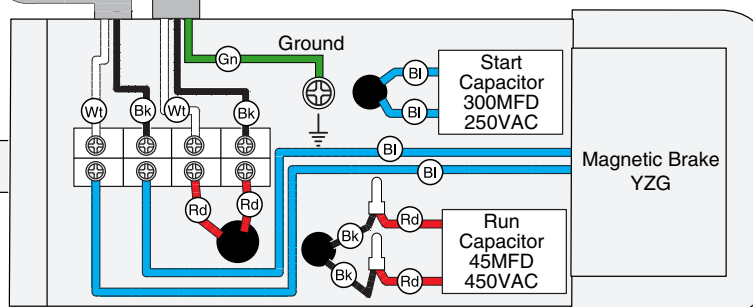 Ground
Gn
Wt
Bk
Wt
Bk
Bl
Bl
Start
Capacitor
300MFD
250VAC
Bl
Bl
Magnetic Brake
YZG
Rd
Rd
Bk
Bk
Rd
Rd
Run
Capacitor
45MFD
450VAC